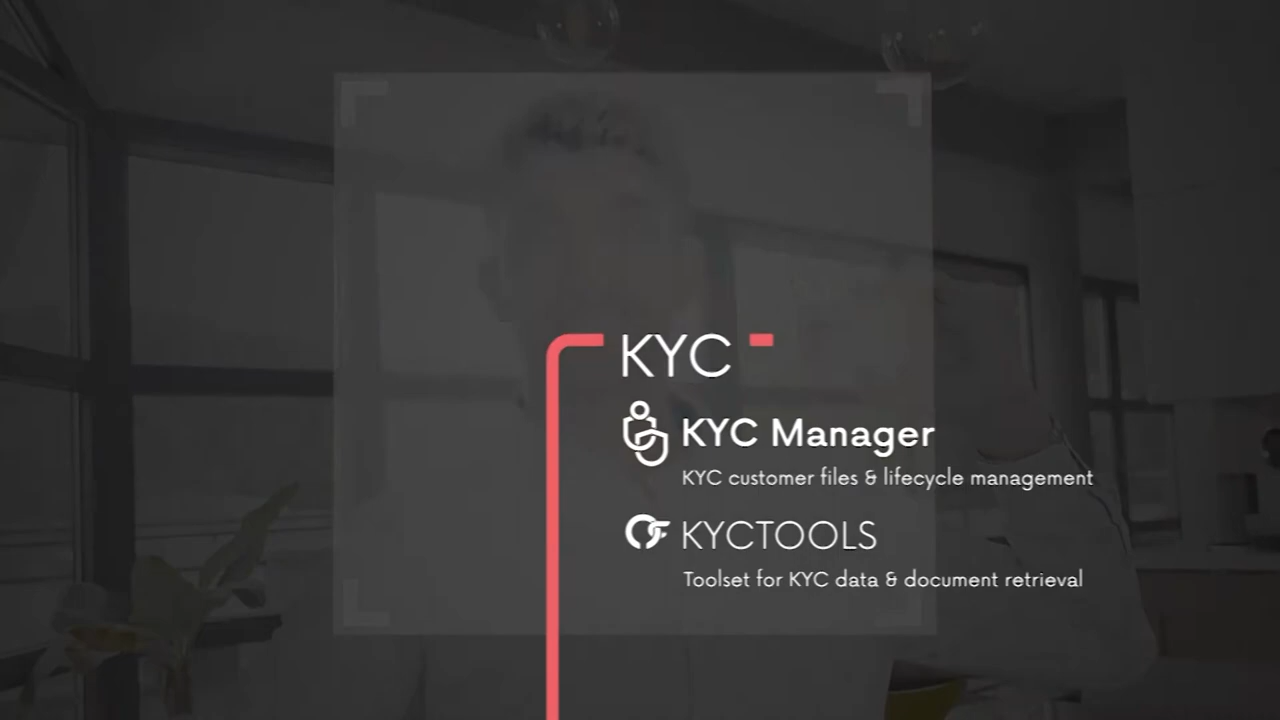 KYC
KYC Manager
KYC customer files & lifecycle management
KYCTOOLS
Toolset for KYC data & document retrieval